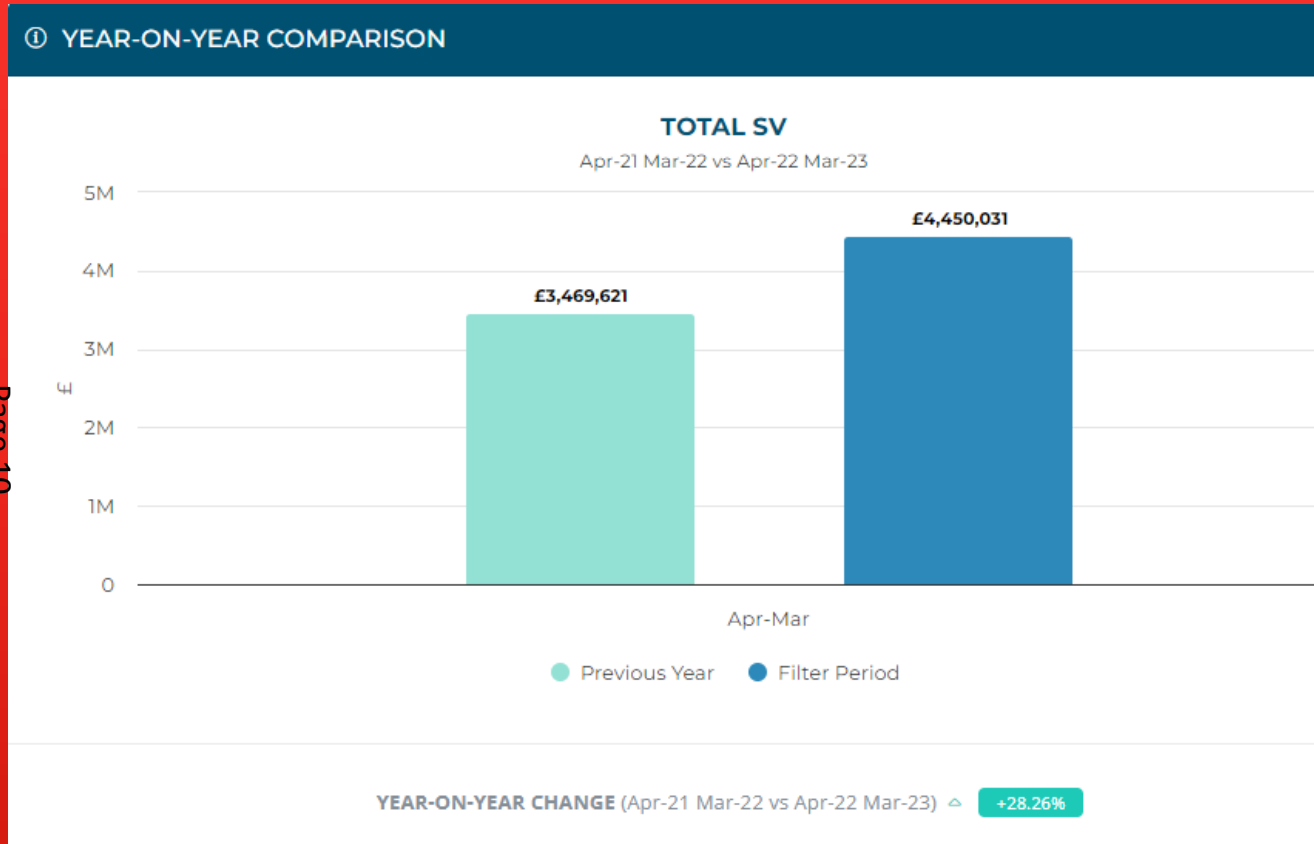 YEAR-ON-YEAR COMPARISON
TOTAL SV
Apr-21 Mar-22 vs Apr-22 Mar-23
5M
4M
3M
2M
1M
0
£
£3,469,621
£4,450,031
Apr-Mar
Previous Year
Filter Period
YEAR-ON-YEAR CHANGE (Apr-21 Mar-22 vs Apr-22 Mar-23) +28.26%
Page 10